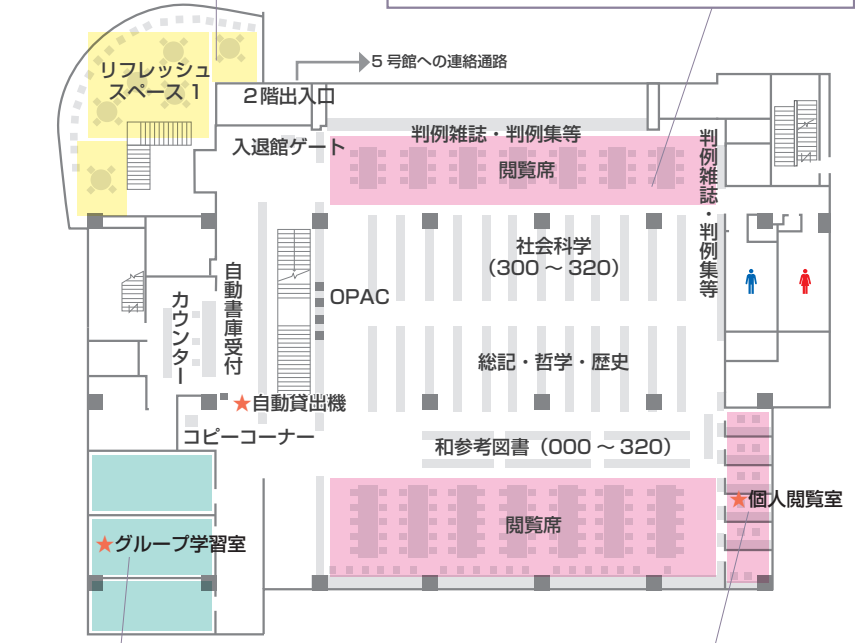 5号館への連絡通路
リフレッシュ
スペース1
2階出入口
入退館ゲート
判例雑誌・判例集等
閲覧席
判例雑誌・判例集等
社会科学
（300～320）
自動書庫受付
カウンター
OPAC
総記・哲学・歴史
★自動貸出機
コピーコーナー
和参考図書（000～320）
★個人閲覧室
閲覧席
★グループ学習室